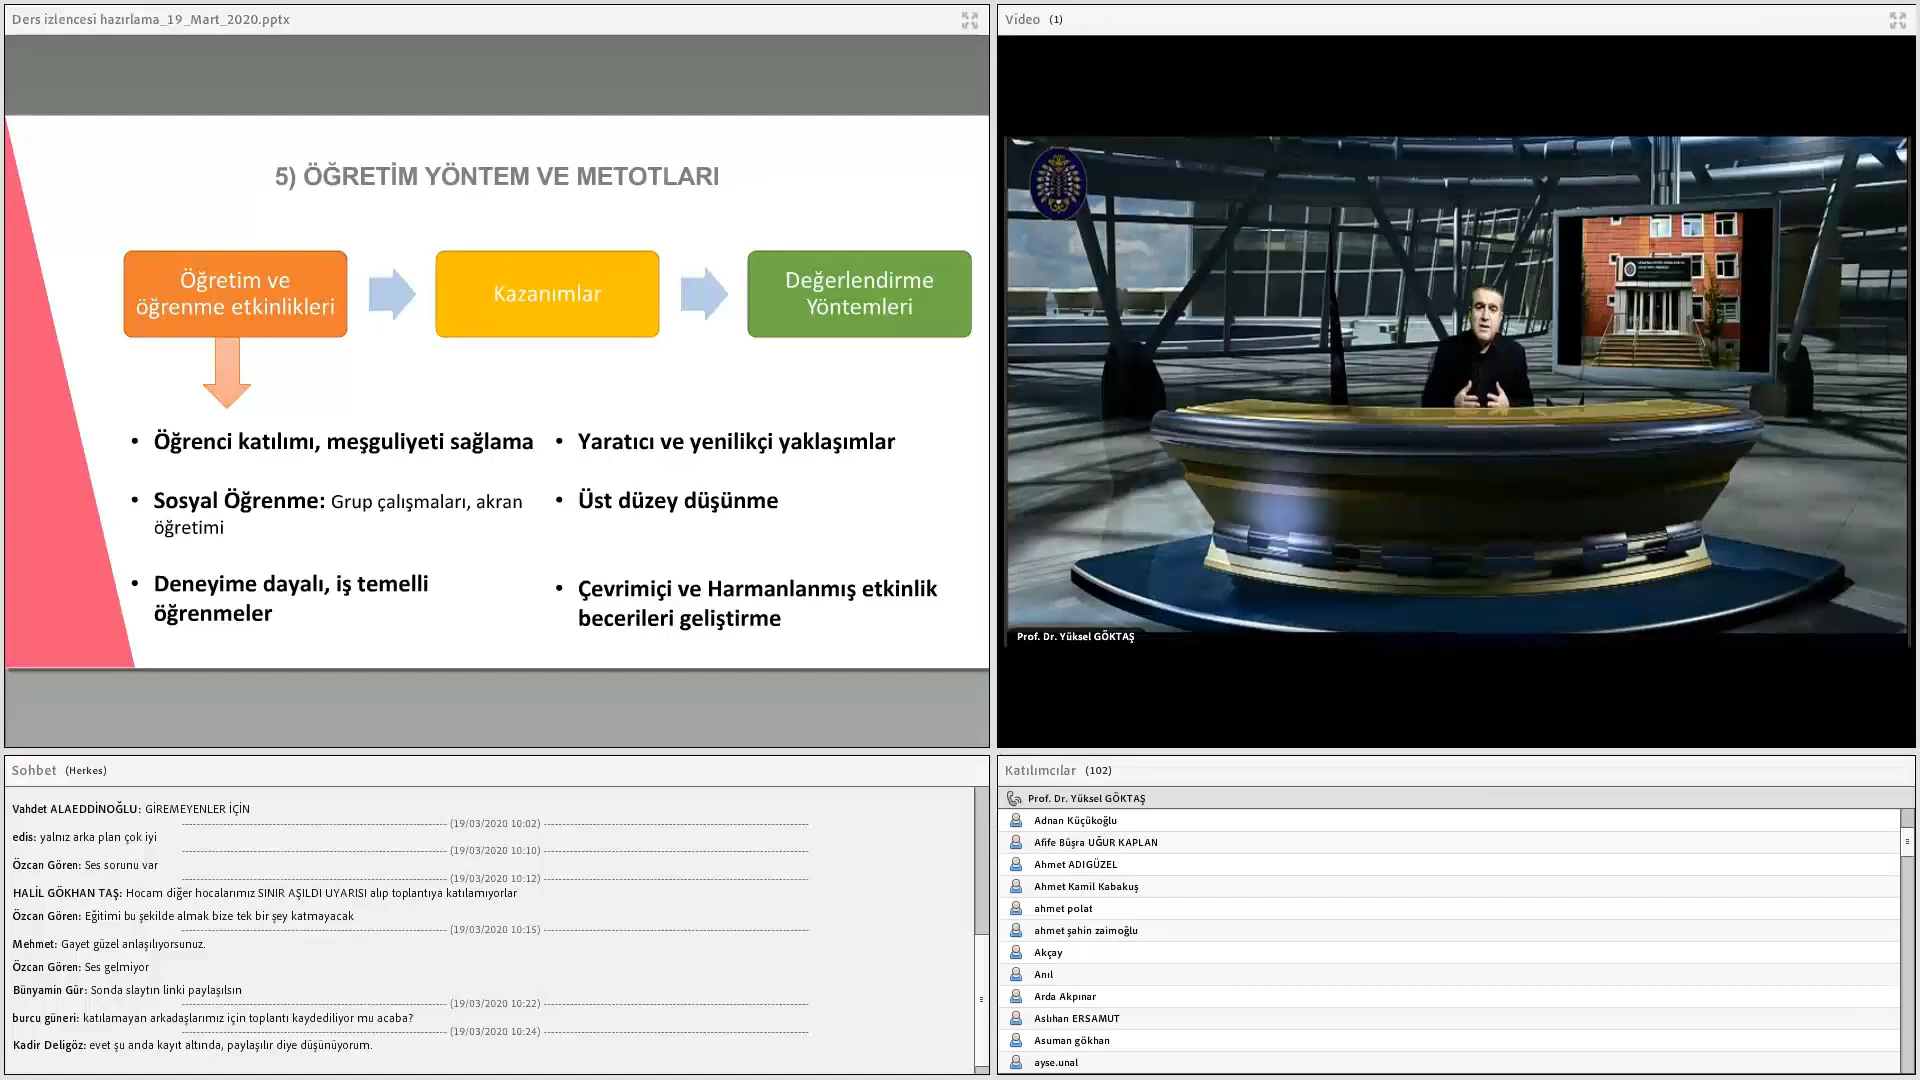 Ders izlencesi hazırlama_19_Mart_2020.pptx
5) ÖĞRETİM YÖNTEM VE METOTLARI
Öğretim ve
öğrenme etkinlikleri
Kazanımlar
Değerlendirme
Yöntemleri
• Öğrenci katılımı, meşguliyeti sağlama
• Sosyal Öğrenme: Grup çalışmaları, akran
öğretimi
• Deneyime dayalı, iş temelli
öğrenmeler
• Yaratıcı ve yenilikçi yaklaşımlar
• Üst düzey düşünme
• Çevrimiçi ve Harmanlanmış etkinlik
becerileri geliştirme
Video (1)
Prof. Dr. Yüksel GÖKTAŞ
Sohbet (Herkes)
Vahdet ALAEDDİNOĞLU: GİREMEYENLER İÇİN
(19/03/2020 10:02)
edis: yalnız arka plan çok iyi
(19/03/2020 10:10)
Özcan Gören: Ses sorunu var
(19/03/2020 10:12)
HALİL GÖKHAN TAŞ: Hocam diğer hocalarımız SINIR AŞILDI UYARISI alıp toplantıya katılamıyorlar
Özcan Gören: Eğitimi bu şekilde almak bize tek bir şey katmayacak
(19/03/2020 10:15)
Mehmet: Gayet güzel anlaşılıyorsunuz.
Özcan Gören: Ses gelmiyor
Bünyamin Gür: Sonda slaytın linki paylaşılsın
(19/03/2020 10:22)
burcu güneri: katılamayan arkadaşlarımız için toplantı kaydediliyor mu acaba?
(19/03/2020 10:24)
Kadir Deligöz: evet şu anda kayıt altında, paylaşılır diye düşünüyorum.
Katılımcılar (102)
Prof. Dr. Yüksel GÖKTAŞ
Adnan Küçükoğlu
Afife Büşra UĞUR KAPLAN
Ahmet ADIGÜZEL
Ahmet Kamil Kabakuş
ahmet polat
ahmet şahin zaimoğlu
Akçay
Anıl
Arda Akpınar
Aslıhan ERSAMUT
Asuman gökhan
ayse.unal